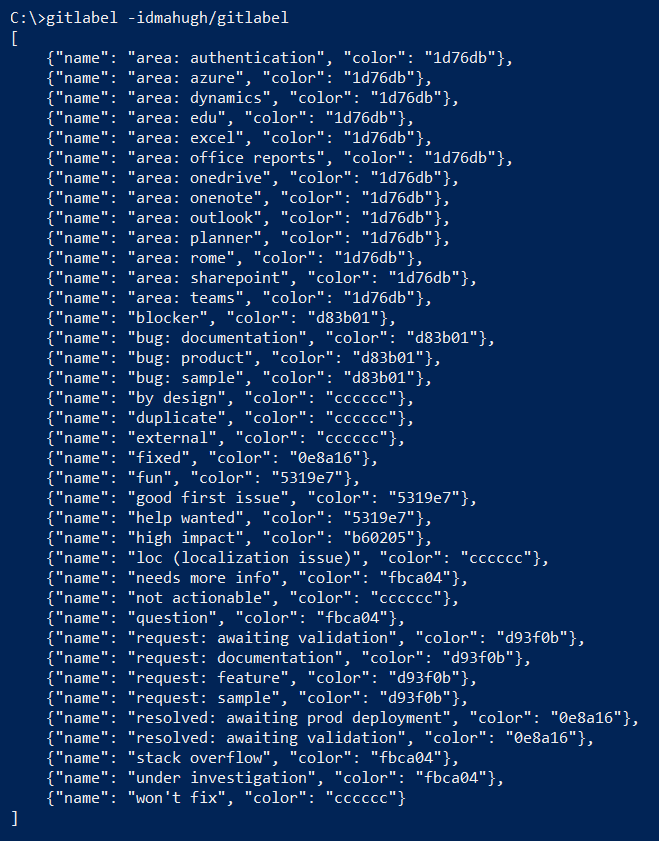 C:\>gitlabel -idmahugh/gitlabel
[
    {"name": "area: authentication", "color": "1d76db"},
    {"name": "area: azure", "color": "1d76db"},
    {"name": "area: dynamics", "color": "1d76db"},
    {"name": "area: edu", "color": "1d76db"},
    {"name": "area: excel", "color": "1d76db"},
    {"name": "area: office reports", "color": "1d76db"},
    {"name": "area: onedrive", "color": "1d76db"},
    {"name": "area: onenote", "color": "1d76db"},
    {"name": "area: outlook", "color": "1d76db"},
    {"name": "area: planner", "color": "1d76db"},
    {"name": "area: rome", "color": "1d76db"},
    {"name": "area: sharepoint", "color": "1d76db"},
    {"name": "area: teams", "color": "1d76db"},
    {"name": "blocker", "color": "d83b01"},
    {"name": "bug: documentation", "color": "d83b01"},
    {"name": "bug: product", "color": "d83b01"},
    {"name": "bug: sample", "color": "d83b01"},
    {"name": "by design", "color": "cccccc"},
    {"name": "duplicate", "color": "cccccc"},
    {"name": "external", "color": "cccccc"},
    {"name": "fixed", "color": "0e8a16"},
    {"name": "fun", "color": "5319e7"},
    {"name": "good first issue", "color": "5319e7"},
    {"name": "help wanted", "color": "5319e7"},
    {"name": "high impact", "color": "b60205"},
    {"name": "loc (localization issue)", "color": "cccccc"},
    {"name": "needs more info", "color": "fbca04"},
    {"name": "not actionable", "color": "cccccc"},
    {"name": "question", "color": "fbca04"},
    {"name": "request: awaiting validation", "color": "d93f0b"},
    {"name": "request: documentation", "color": "d93f0b"},
    {"name": "request: feature", "color": "d93f0b"},
    {"name": "request: sample", "color": "d93f0b"},
    {"name": "resolved: awaiting prod deployment", "color": "0e8a16"},
    {"name": "resolved: awaiting validation", "color": "0e8a16"},
    {"name": "stack overflow", "color": "fbca04"},
    {"name": "under investigation", "color": "fbca04"},
    {"name": "won't fix", "color": "cccccc"}
]